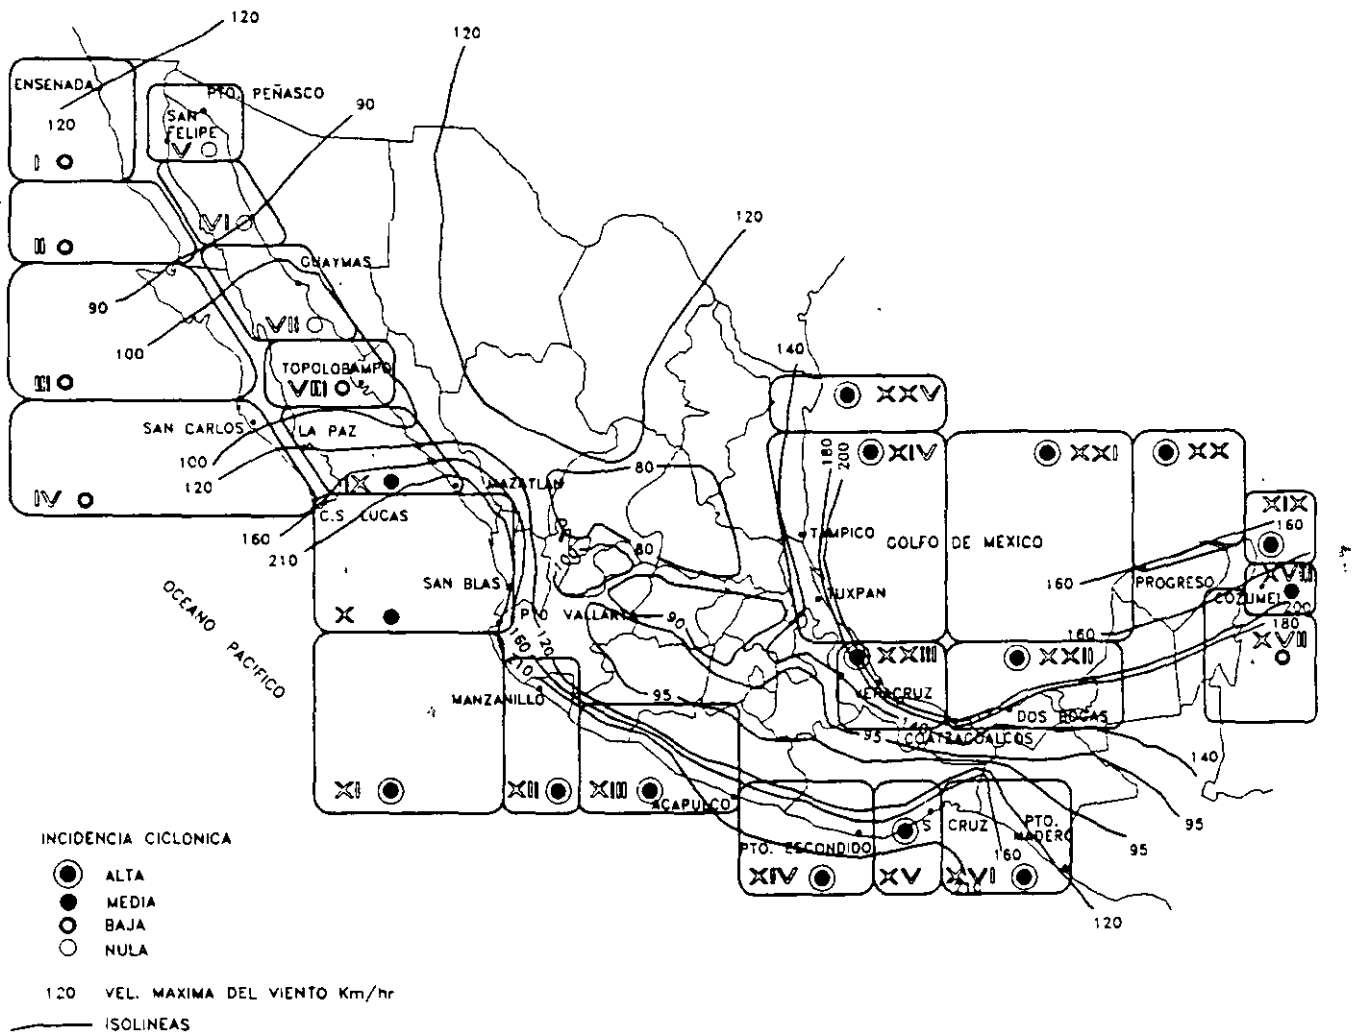 120
120
ENSENADA
PTO. PEÑASCO
90
120
SAN
FELIPE
I
V
120
II
VI
GUAYMAS
90
100
VII
140
III
TOPOLOBAMPO
VIII
XXV
SAN CARLOS
LA PAZ
100
120
80
180
200
XIV
XXI
XX
IV
IX
MAZATLAN
XIX
C.S. LUCAS
160
160
210
TAMPICO
GOLFO DE MEXICO
80
SAN BLAS
160
PROGRESO
XVIII
COZUMEL
OCEANO PACIFICO
X
TUXPAN
200
PTO VALLARTA
90
160
180
160
120
XVII
210
XXIII
XXII
MANZANILLO
95
VERACRUZ
DOS BOCAS
140
95
COATZACOALCOS
140
XI
XII
XIII
ACAPULCO
95
S. CRUZ
PTO.
MADERO
PTO. ESCONDIDO
160
95
XIV
XV
XVI
120
INCIDENCIA CICLONICA
ALTA
MEDIA
BAJA
NULA
120 VEL. MAXIMA DEL VIENTO Km/hr
ISOLINEAS